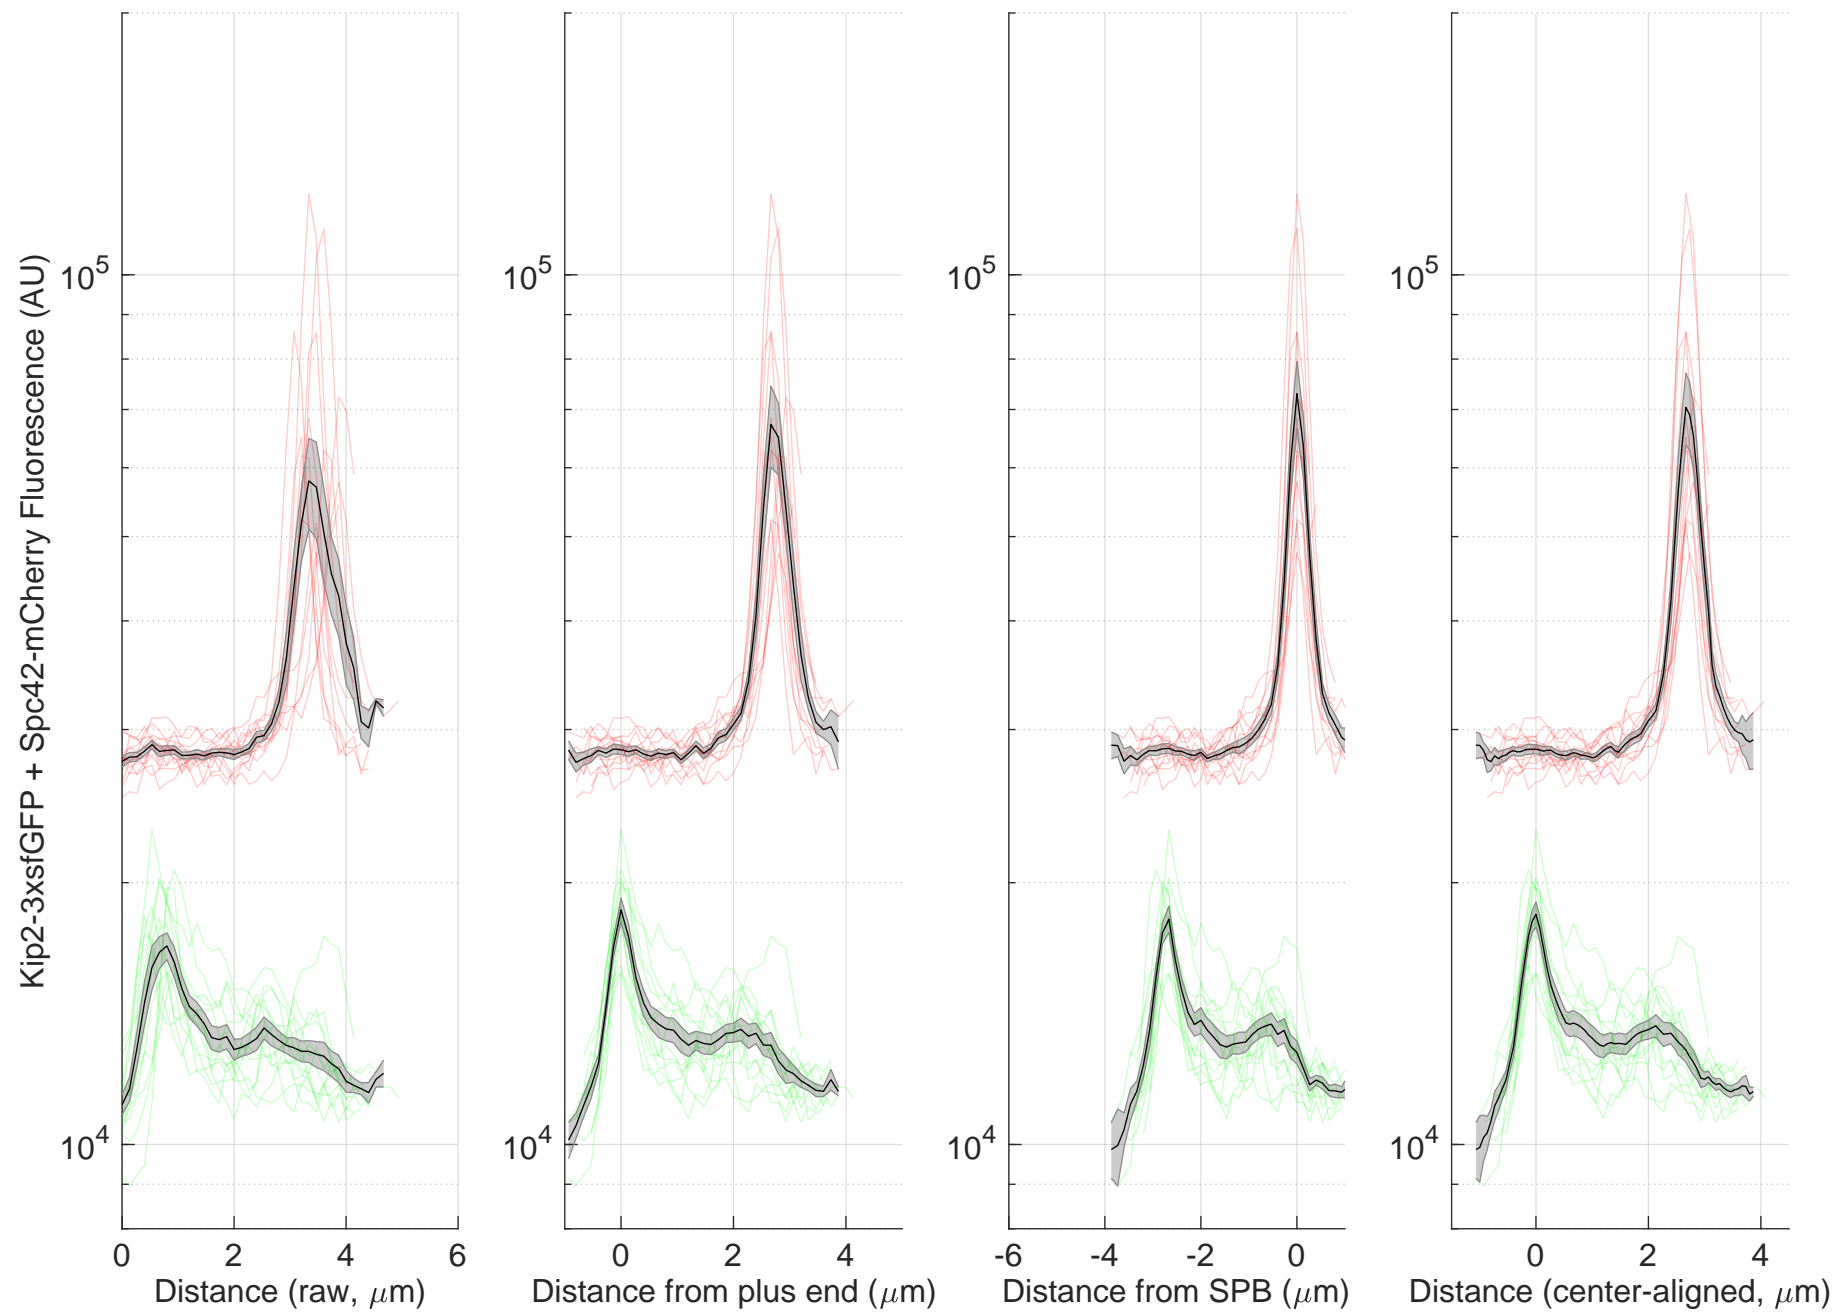 Kip2-3xsfGFP + Spc42-mCherry Fluorescence (AU)
10^5
10^4
0 2 4 6
Distance (raw, μm)
10^5
10^4
0 2 4
Distance from plus end (μm)
10^5
10^4
-6 -4 -2 0
Distance from SPB (μm)
10^5
10^4
0 2 4
Distance (center-aligned, μm)